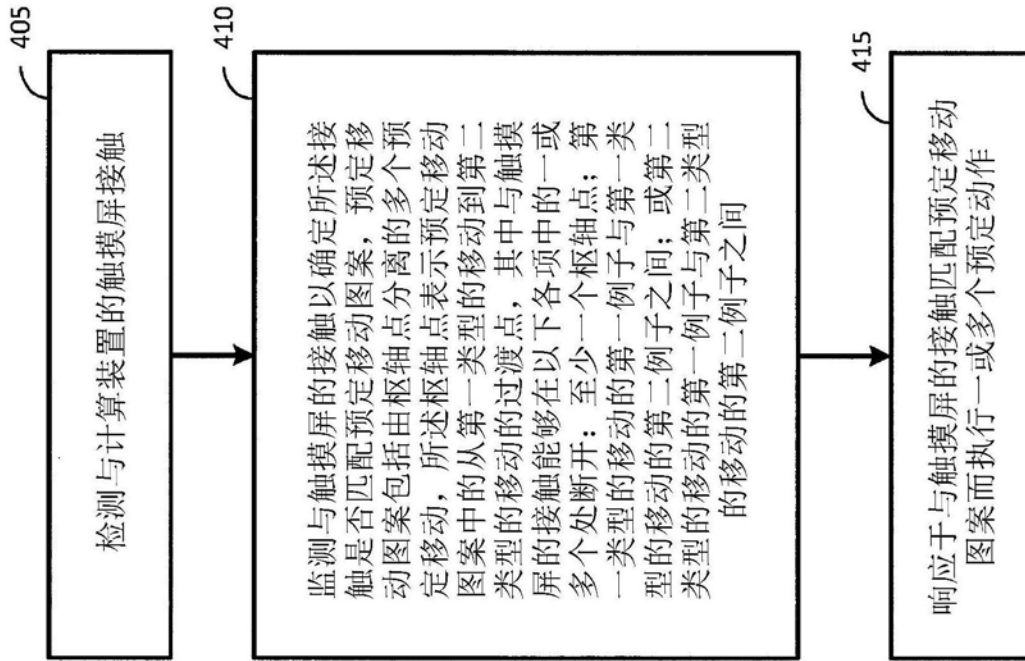 405
检测与计算装置的触摸屏接触
410
监测与触摸屏的接触以确定所述接
触是否匹配预定移动图案，预定移
动图案包括由枢轴点分离的多个预
定移动，所述枢轴点表示预定移动
图案中的从第一类型的移动到第二
类型的移动的过渡点，其中与触摸
屏的接触能够在以下各项中的一或
多个处断开：至少一个枢轴点；第
一类型的移动的第一例子与第一类
型的移动的第二例子之间；或第二
类型的移动的第一例子与第二类型
的移动的第二例子之间
415
响应于与触摸屏的接触匹配预定移动
图案而执行一或多个预定动作